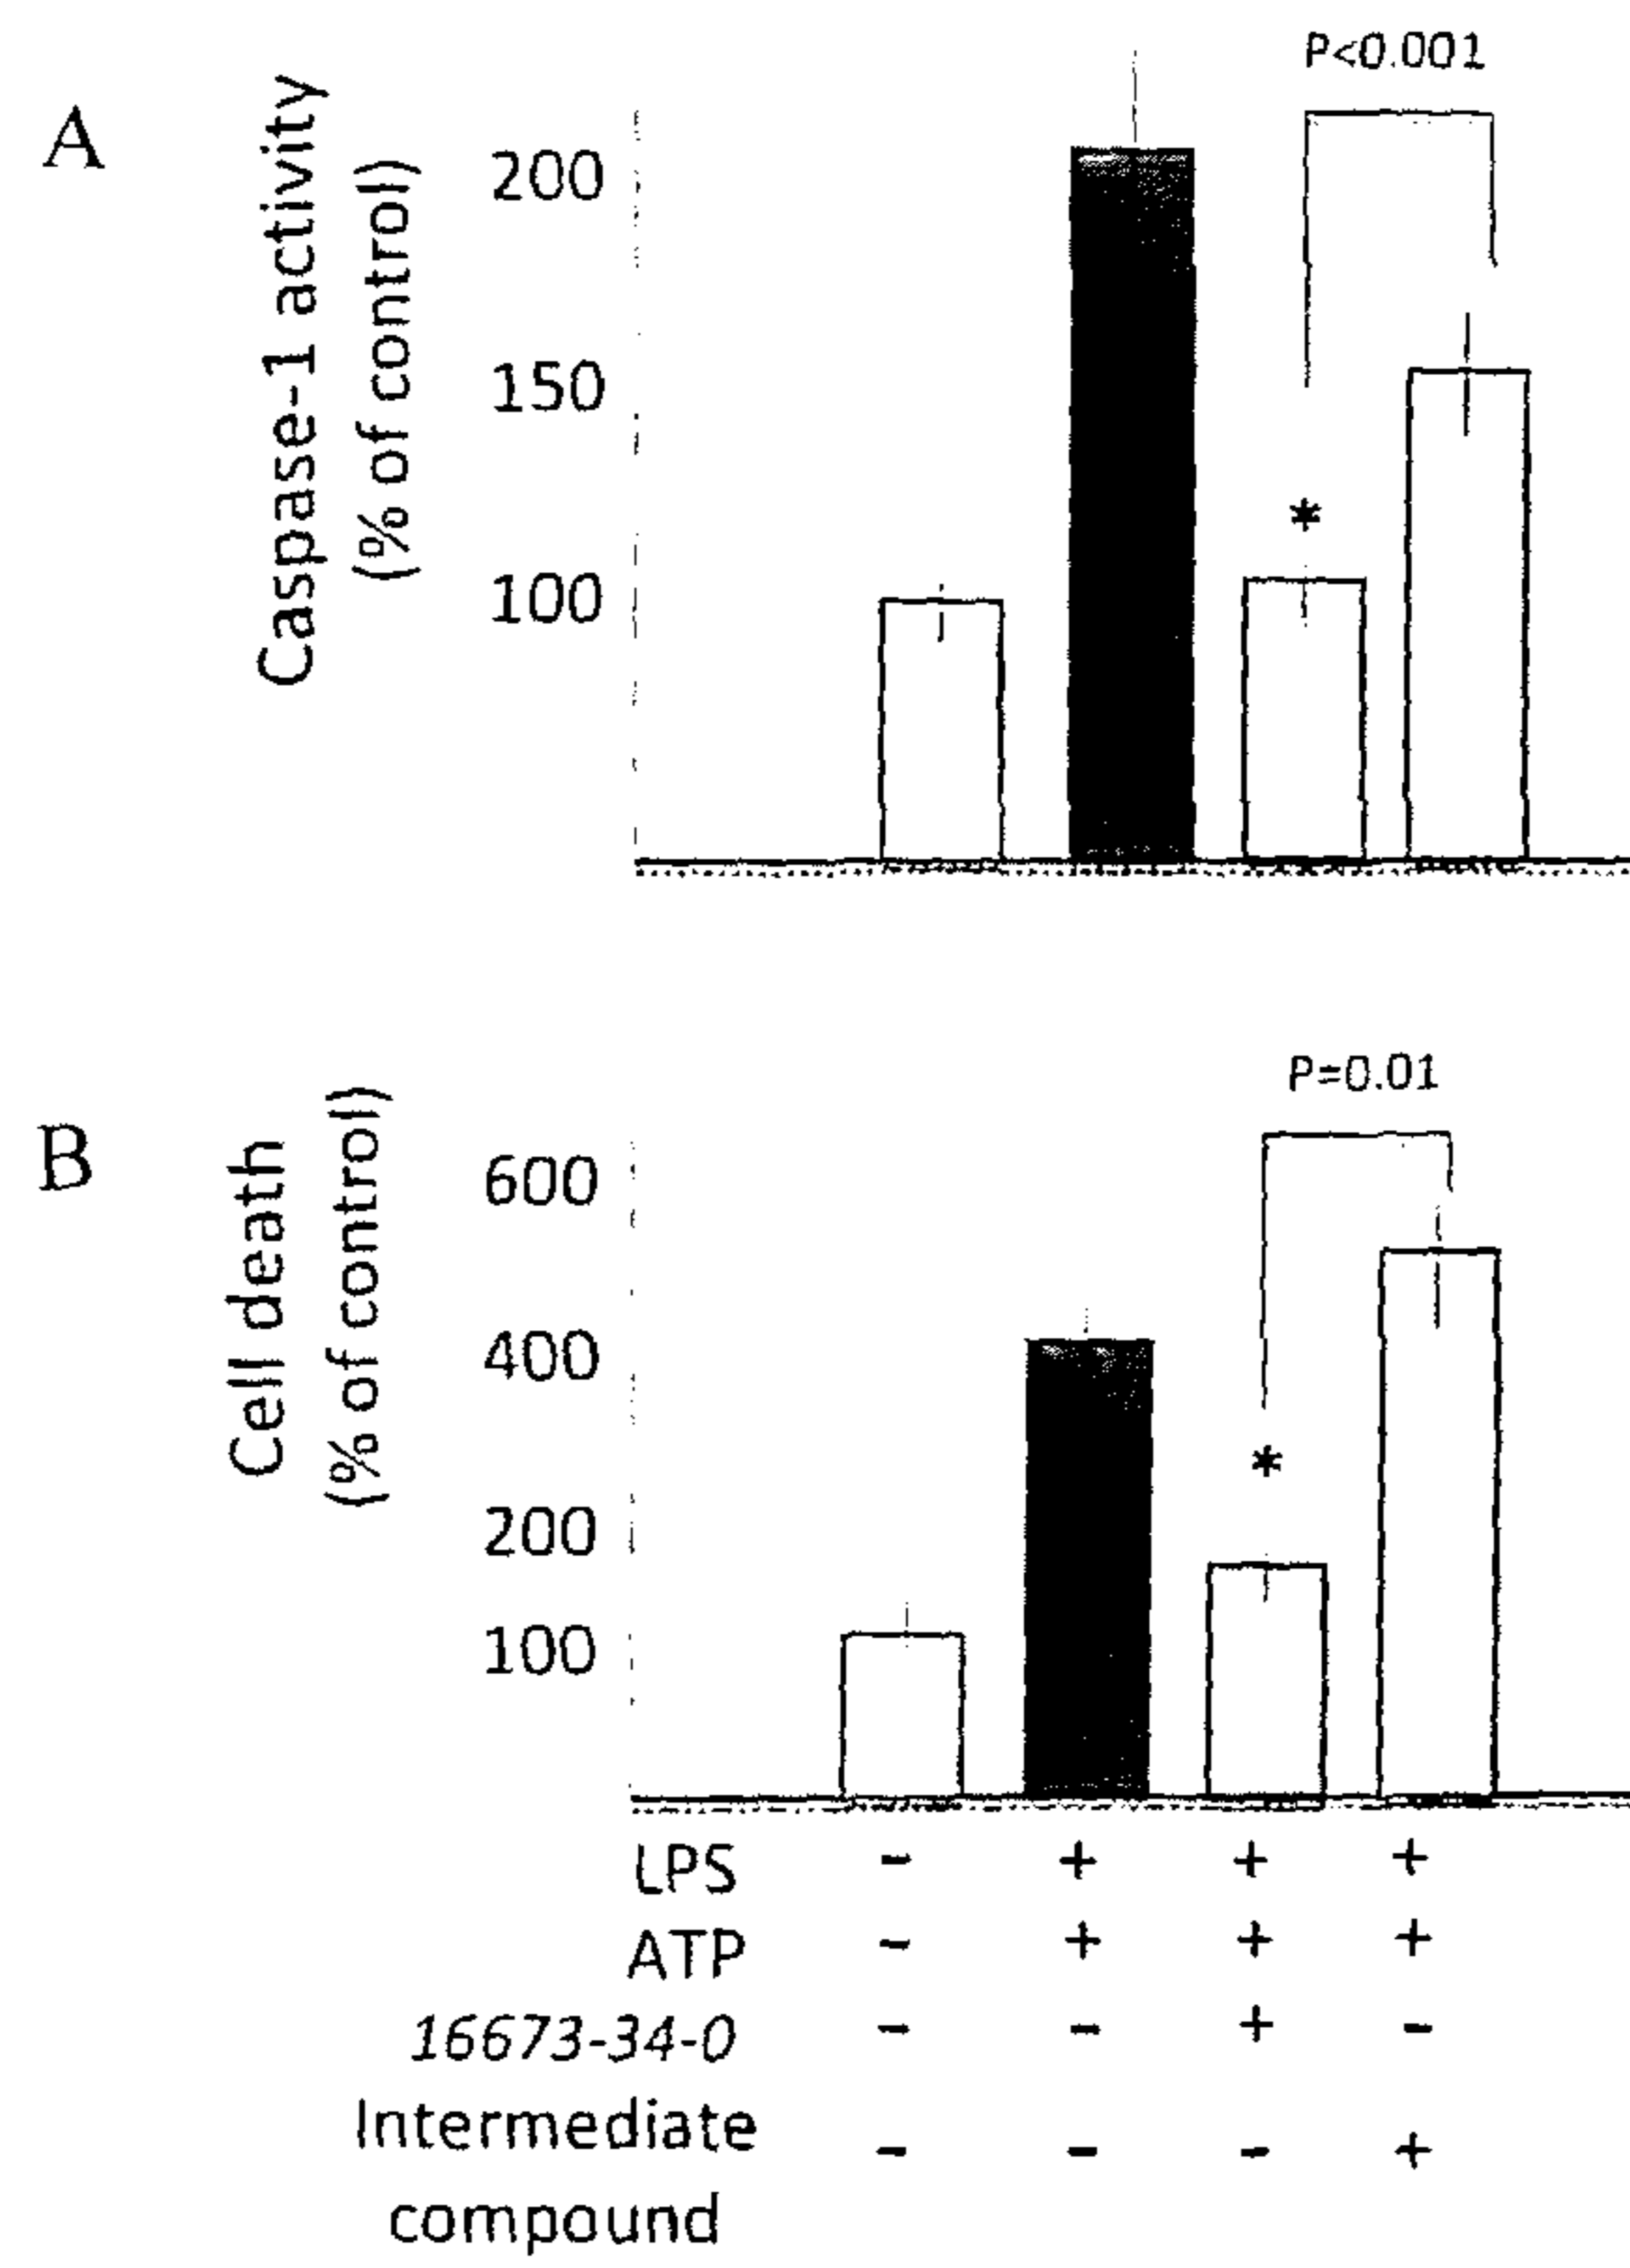 A
Caspase-1 activity
(% of control)
P<0.001
200
150
*
100
B
Cell death
(% of control)
P=0.01
600
400
*
200
100
LPS - + + +
ATP - + + +
16673-34-0 - - + -
Intermediate
compound - - - +